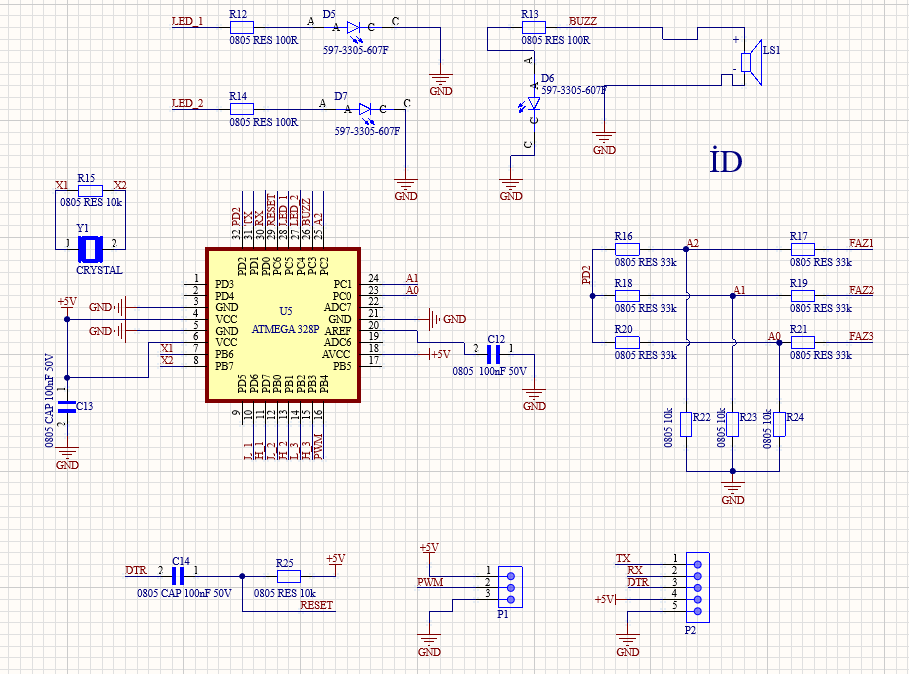 LED_1
R12
0805 RES 100R
A
D5
A
C
C
597-3305-607F
GND
R13
BUZZ
0805 RES 100R
A
D6
A
597-3305-607F
C
C
GND
+
-
LS1
GND
LED_2
R14
0805 RES 100R
A
D7
A
C
C
597-3305-607F
GND
İD
X1
R15
X2
0805 RES 10k
Y1
1
2
CRYSTAL
32 PD2
31 TX
30 RX
29 RESET
28 LED_1
27 LED_2
26 BUZZ
25 A2
PD2
PD1
PD0
PC6
PC5
PC4
PC3
PC2
1 PD3
2 PD4
GND 3 GND
+5V 4 VCC
GND 5 GND
6 VCC
X1 7 PB6
X2 8 PB7
U5
ATMEGA 328P
PC1 24 A1
PC0 23 A0
ADC7 22
GND 21 GND
AREF 20
ADC6 19
AVCC 18 +5V
PB5 17
PD5
PD6
PD7
PB0
PB1
PB2
PB3
PB4
9
10 L_1
11 H_1
12 L_2
13 H_2
14 L_3
15 H_3
16 PWM
C12
2
1
0805 100nF 50V
GND
0805 CAP 100nF 50V
1
C13
2
GND
PD2
R16
0805 RES 33k
A2
R17
0805 RES 33k
FAZ1
R18
0805 RES 33k
A1
R19
0805 RES 33k
FAZ2
R20
0805 RES 33k
A0
R21
0805 RES 33k
FAZ3
0805 10k
R22
0805 10k
R23
0805 10k
R24
GND
DTR
2
C14
1
0805 CAP 100nF 50V
R25
0805 RES 10k
+5V
RESET
+5V
PWM
1
2
3
P1
GND
TX 1
RX 2
DTR 3
+5V 4
5
P2
GND